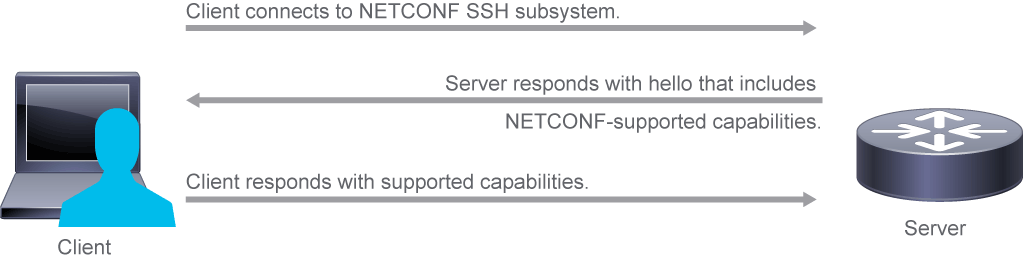 Client connects to NETCONF SSH subsystem.
Server responds with hello that includes
NETCONF-supported capabilities.
Client responds with supported capabilities.
Client
Server